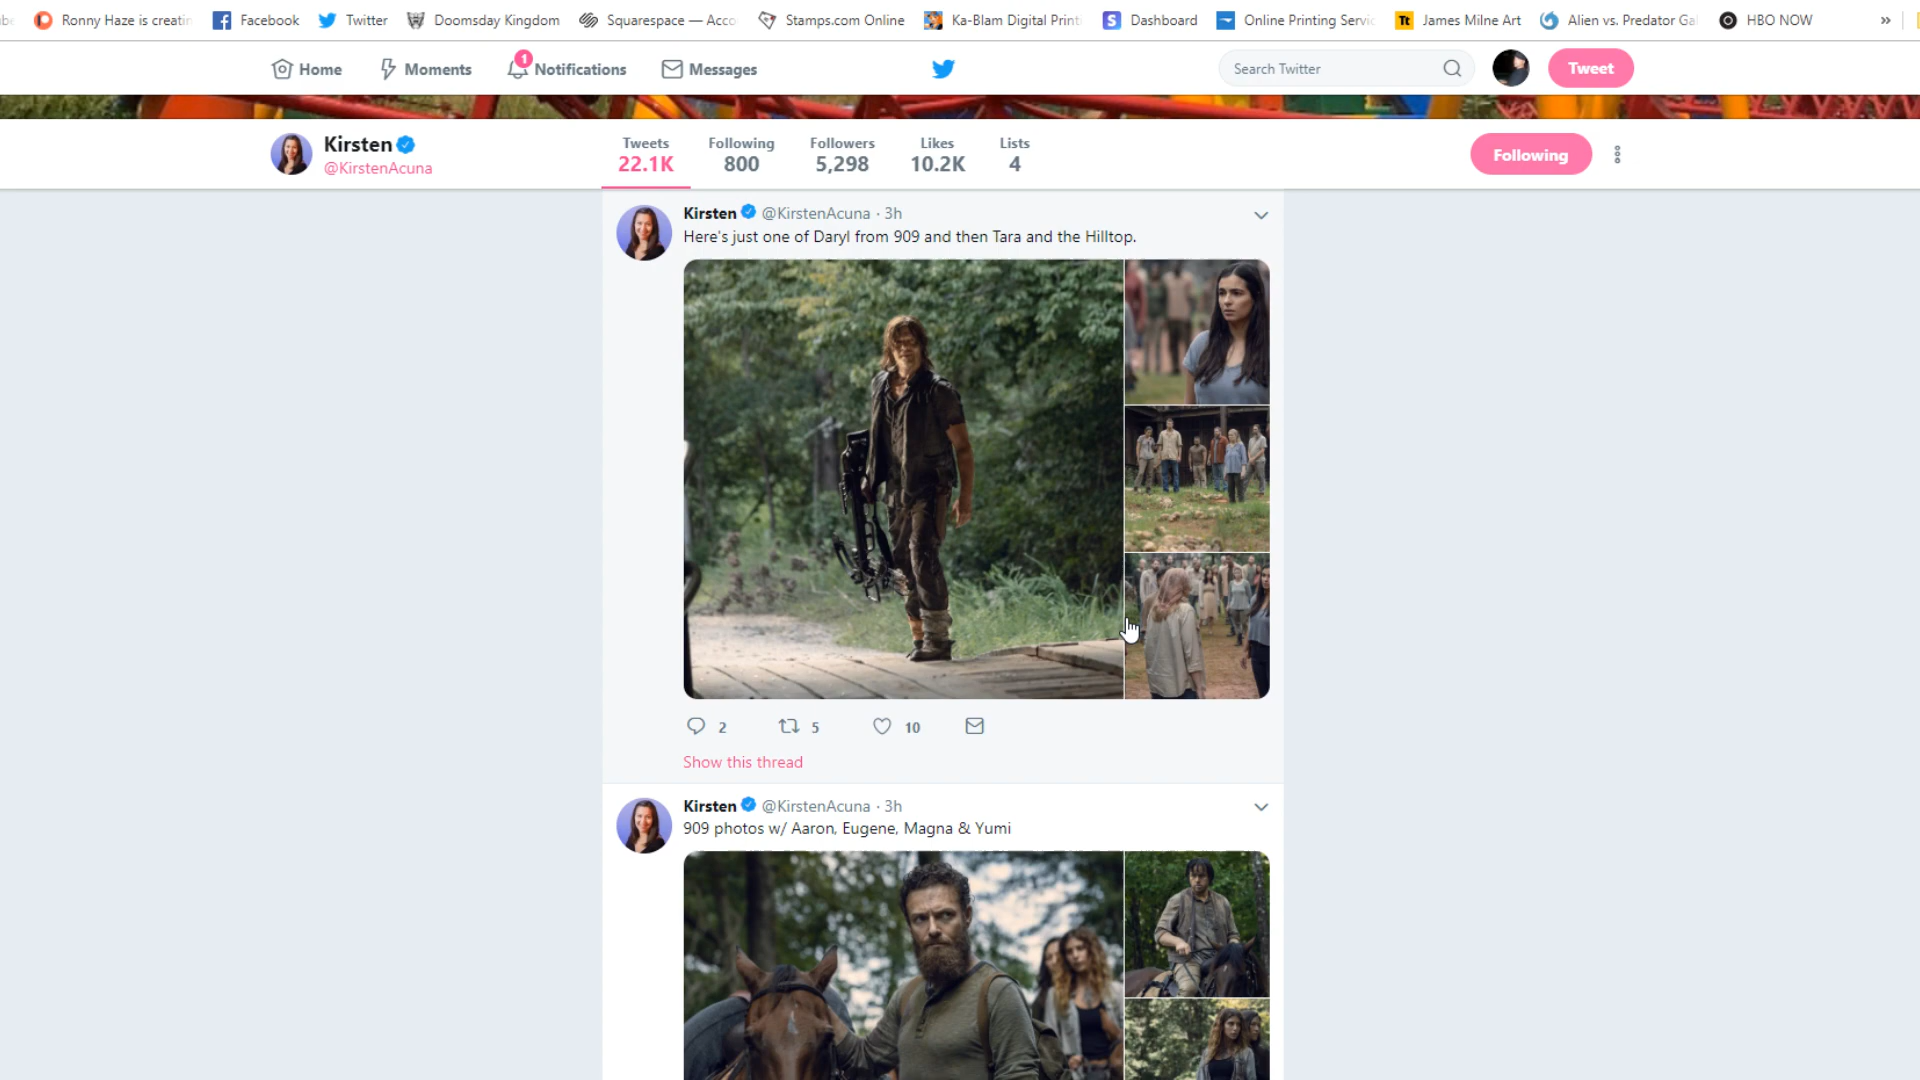 Ronny Haze is creatin
Facebook
Twitter
Doomsday Kingdom
Squarespace — Acco
Stamps.com Online
Ka-Blam Digital Print
S Dashboard
Online Printing Servic
Tt James Milne Art
Alien vs. Predator Ga
HBO NOW
»
Home
Moments
1
Notifications
Messages
Search Twitter
Tweet
Kirsten
@KirstenAcuna
Tweets
22.1K
Following
800
Followers
5,298
Likes
10.2K
Lists
4
Following
Kirsten @KirstenAcuna · 3h
Here's just one of Daryl from 909 and then Tara and the Hilltop.
2 5 10
Show this thread
Kirsten @KirstenAcuna · 3h
909 photos w/ Aaron, Eugene, Magna & Yumi